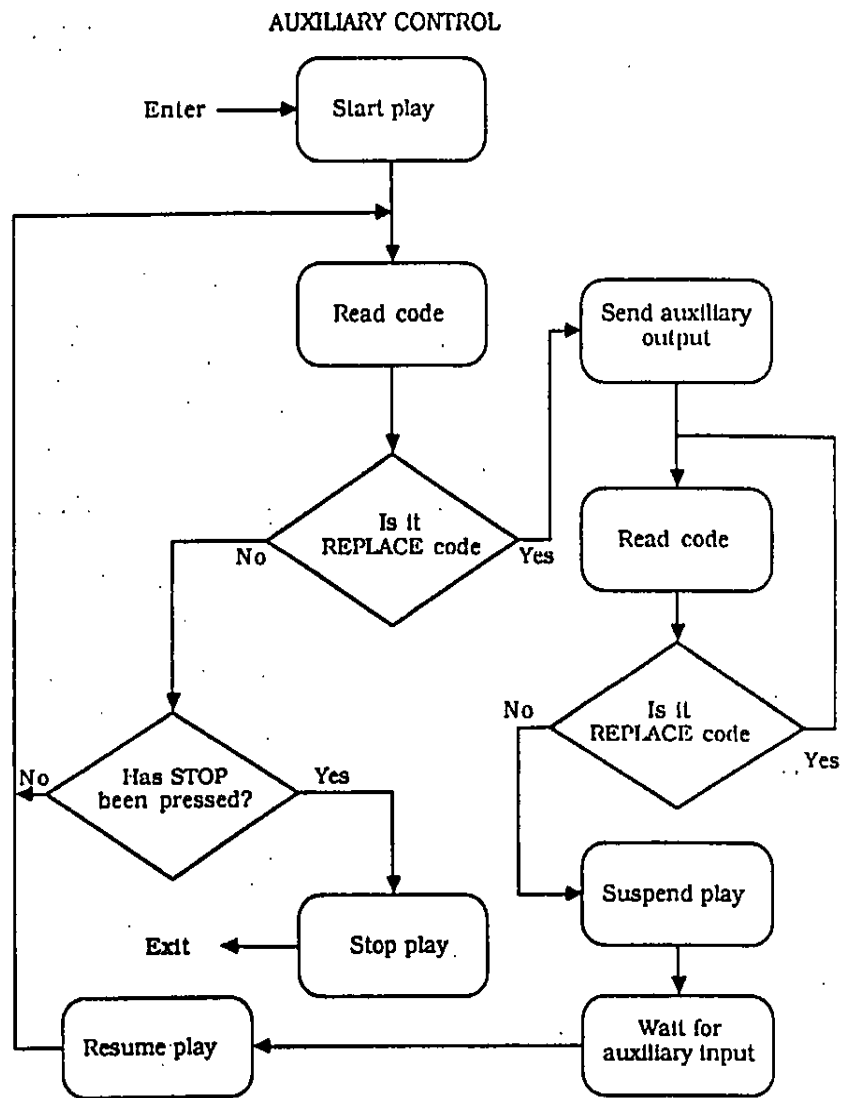 AUXILIARY CONTROL
Enter
Start play
Read code
Send auxiliary
output
Is it
REPLACE code
No
Yes
Read code
Is it
REPLACE code
No
Yes
Has STOP
been pressed?
No
Yes
Suspend play
Exit
Stop play
Wait for
auxiliary input
Resume play